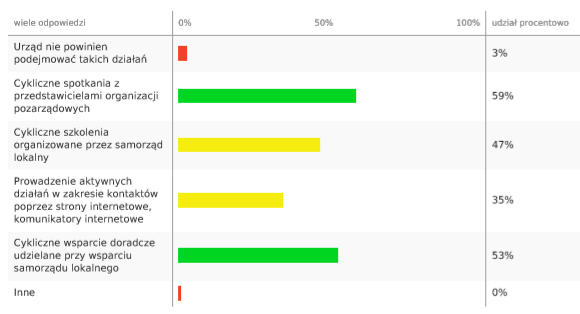 wiele odpowiedzi 0% 50% 100% udział procentowo
Urząd nie powinien
podejmować takich działań
3%
Cykliczne spotkania z
przedstawicielami organizacji
pozarządowych
59%
Cykliczne szkolenia
organizowane przez samorząd
lokalny
47%
Prowadzenie aktywnych
działań w zakresie kontaktów
poprzez strony internetowe,
komunikatory internetowe
35%
Cykliczne wsparcie doradcze
udzielane przy wsparciu
samorządu lokalnego
53%
Inne 0%